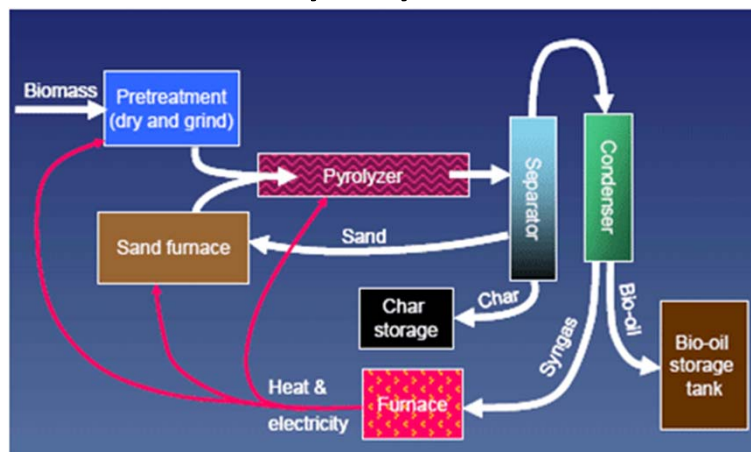 Biomass
Pretreatment
(dry and grind)
Pyrolyzer
Separator
Condenser
Sand furnace
Sand
Char
storage
Char
Syngas
Bio-oil
Bio-oil
storage
tank
Heat &
electricity
Furnace